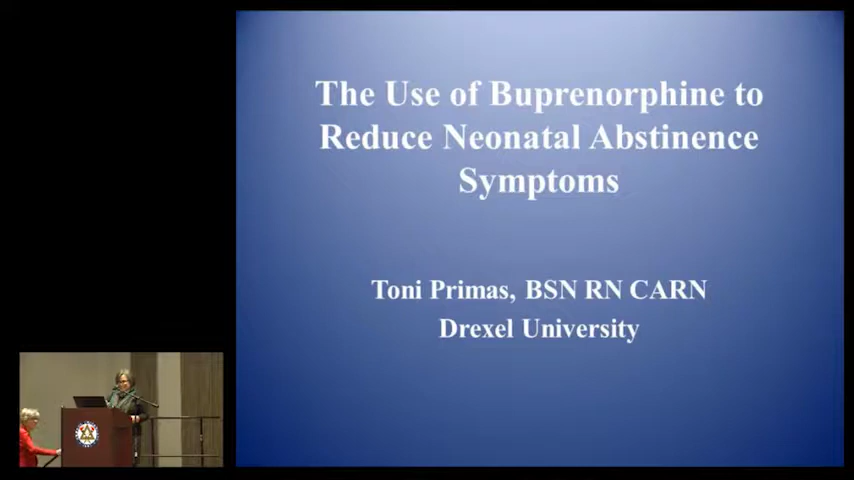 The Use of Buprenorphine to
Reduce Neonatal Abstinence
Symptoms
Toni Primas, BSN RN CARN
Drexel University